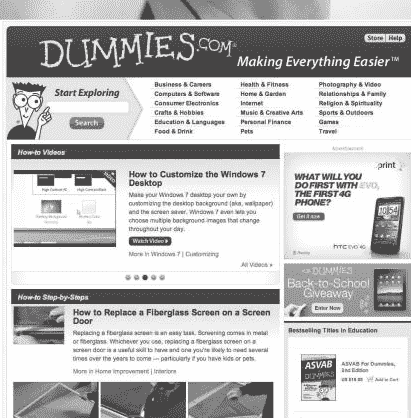 DUMMIES.COM®
Making Everything Easier™
Store | Help
Start Exploring
Search
Business & Careers
Computers & Software
Consumer Electronics
Crafts & Hobbies
Education & Languages
Food & Drink
Health & Fitness
Home & Garden
Internet
Music & Creative Arts
Personal Finance
Pets
Photography & Video
Relationships & Family
Religion & Spirituality
Sports & Outdoors
Games
Travel
How-to Videos
How to Customize the Windows 7
Desktop
Make your Windows 7 desktop your own by
customizing the desktop background (aka, wallpaper)
and the screen saver. Windows 7 even lets you
choose multiple background images that change
throughout your day.
Watch Video
More in Windows 7 | Customizing
All Videos »
How-to Step-by-Steps
How to Replace a Fiberglass Screen on a Screen
Door
Replacing a fiberglass screen is an easy task. Screening comes in metal
or fiberglass. Whichever you use, replacing a fiberglass screen on a
screen door is a useful skill to have and one you're likely to need several
times over the years to come — particularly if you have kids or pets.
More in Home Improvement | Interiors
Advertisement
print
WHAT WILL YOU
DO FIRST WITH EVO,
THE FIRST 4G
PHONE?
Get it now
htc EVO 4G
DUMMIES
Back-to-School
Giveaway
Enter Now
Bestselling Titles in Education
ASVAB
DUMMIES
ASVAB For Dummies,
2nd Edition
Add to Cart